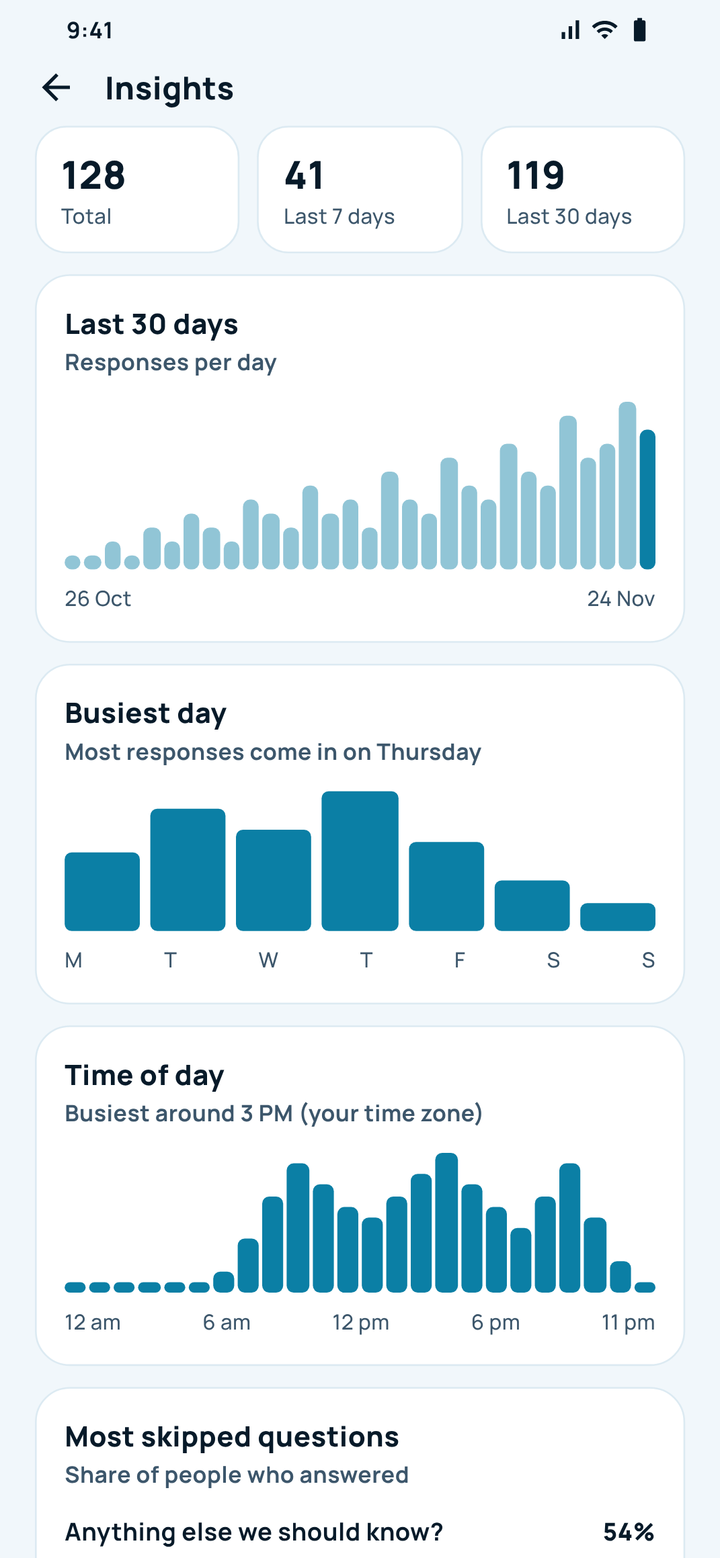 9:41
Insights
128
Total
41
Last 7 days
119
Last 30 days
Last 30 days
Responses per day
26 Oct
24 Nov
Busiest day
Most responses come in on Thursday
M T W T F S S
Time of day
Busiest around 3 PM (your time zone)
12 am 6 am 12 pm 6 pm 11 pm
Most skipped questions
Share of people who answered
Anything else we should know? 54%